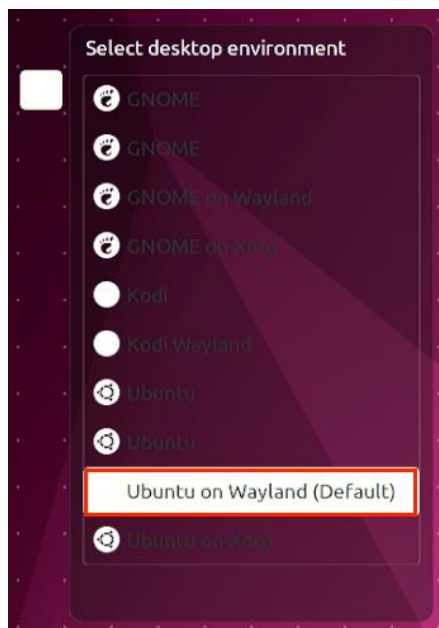 Select desktop environment
GNOME
GNOME
GNOME on Wayland
GNOME on Xorg
Kodi
Kodi Wayland
Ubuntu
Ubuntu
Ubuntu on Wayland (Default)
Ubuntu on Xorg